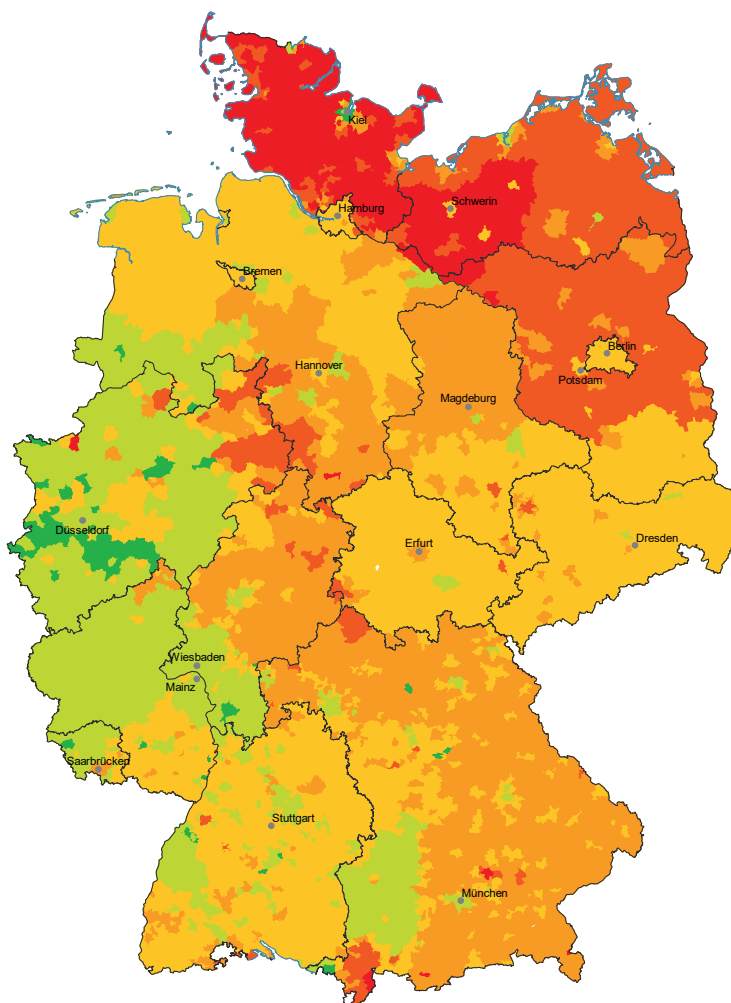 Kiel
Schwerin
Hamburg
Bremen
Berlin
Hannover
Potsdam
Magdeburg
Düsseldorf
Erfurt
Dresden
Wiesbaden
Mainz
Saarbrücken
Stuttgart
München